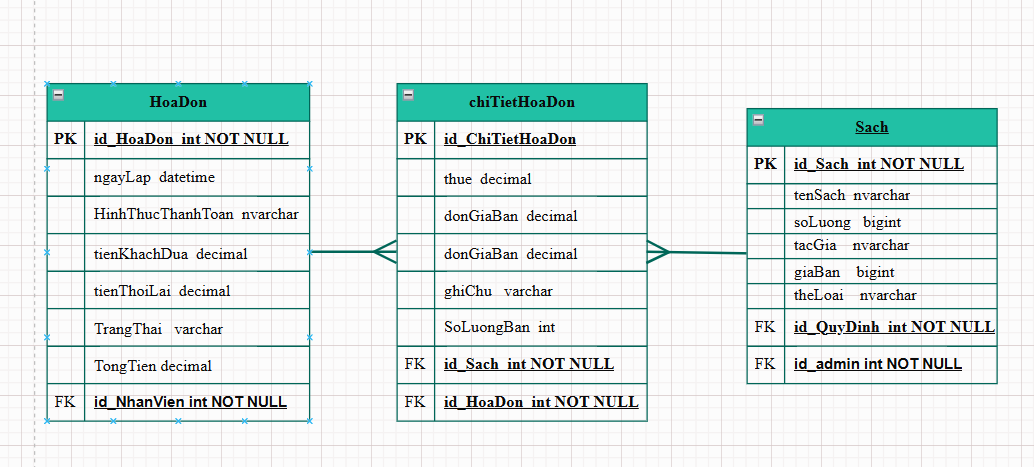 HoaDon
PK id_HoaDon int NOT NULL
ngayLap datetime
HinhThucThanhToan nvarchar
tienKhachDua decimal
tienThoiLai decimal
TrangThai varchar
TongTien decimal
FK id_NhanVien int NOT NULL
chiTietHoaDon
PK id_ChiTietHoaDon
thue decimal
donGiaBan decimal
donGiaBan decimal
ghiChu varchar
SoLuongBan int
FK id_Sach int NOT NULL
FK id_HoaDon int NOT NULL
Sach
PK id_Sach int NOT NULL
tenSach nvarchar
soLuong bigint
tacGia nvarchar
giaBan bigint
theLoai nvarchar
FK id_QuyDinh int NOT NULL
FK id_admin int NOT NULL